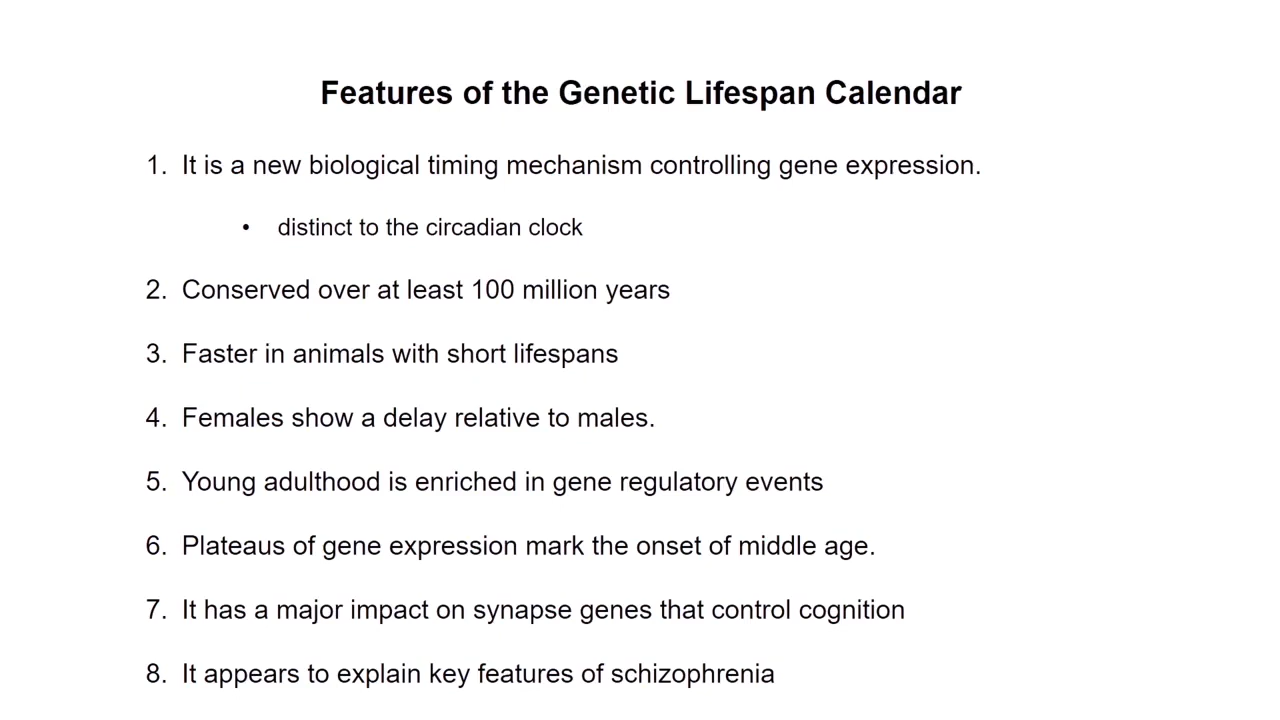 Features of the Genetic Lifespan Calendar
1. It is a new biological timing mechanism controlling gene expression.
• distinct to the circadian clock
2. Conserved over at least 100 million years
3. Faster in animals with short lifespans
4. Females show a delay relative to males.
5. Young adulthood is enriched in gene regulatory events
6. Plateaus of gene expression mark the onset of middle age.
7. It has a major impact on synapse genes that control cognition
8. It appears to explain key features of schizophrenia